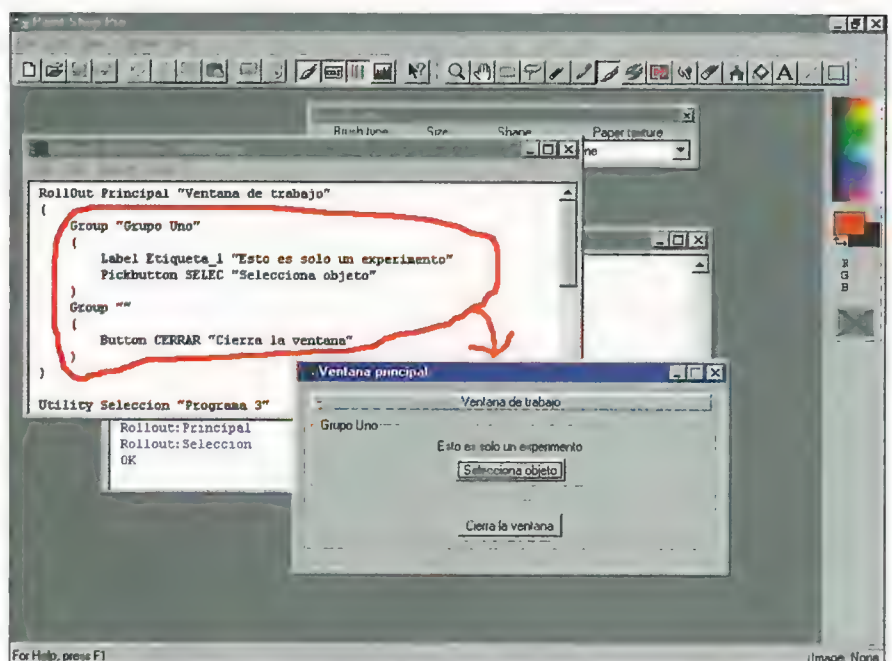 Paint Shop Pro
Brush type Size Shape Paper texture
ne
RollOut Principal "Ventana de trabajo"
(
Group "Grupo Uno"
(
Label Etiqueta_1 "Esto es solo un experimento"
Pickbutton SELEC "Selecciona objeto"
)
Group ""
(
Button CERRAR "Cierra la ventana"
)
)
Utility Seleccion "Programa 3"
Rollout:Principal
Rollout:Seleccion
OK
Ventana principal
- Ventana de trabajo
Grupo Uno
Esto es solo un experimento
Selecciona objeto
Cierra la ventana
R
G
B
For Help, press F1
Image: None